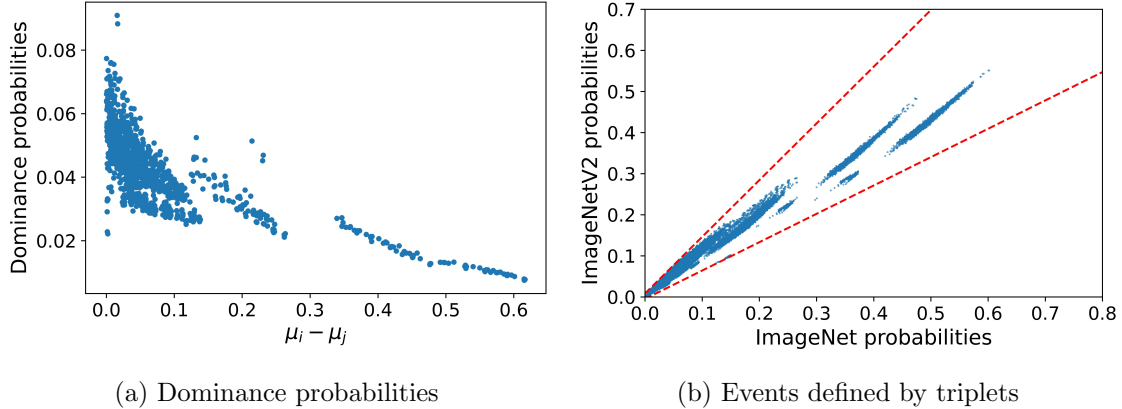 Dominance probabilities
0.08
0.06
0.04
0.02
0.0 0.1 0.2 0.3 0.4 0.5 0.6
μi − μj
(a) Dominance probabilities
ImageNetV2 probabilities
0.7
0.6
0.5
0.4
0.3
0.2
0.1
0.0
0.0 0.1 0.2 0.3 0.4 0.5 0.6 0.7 0.8
ImageNet probabilities
(b) Events defined by triplets